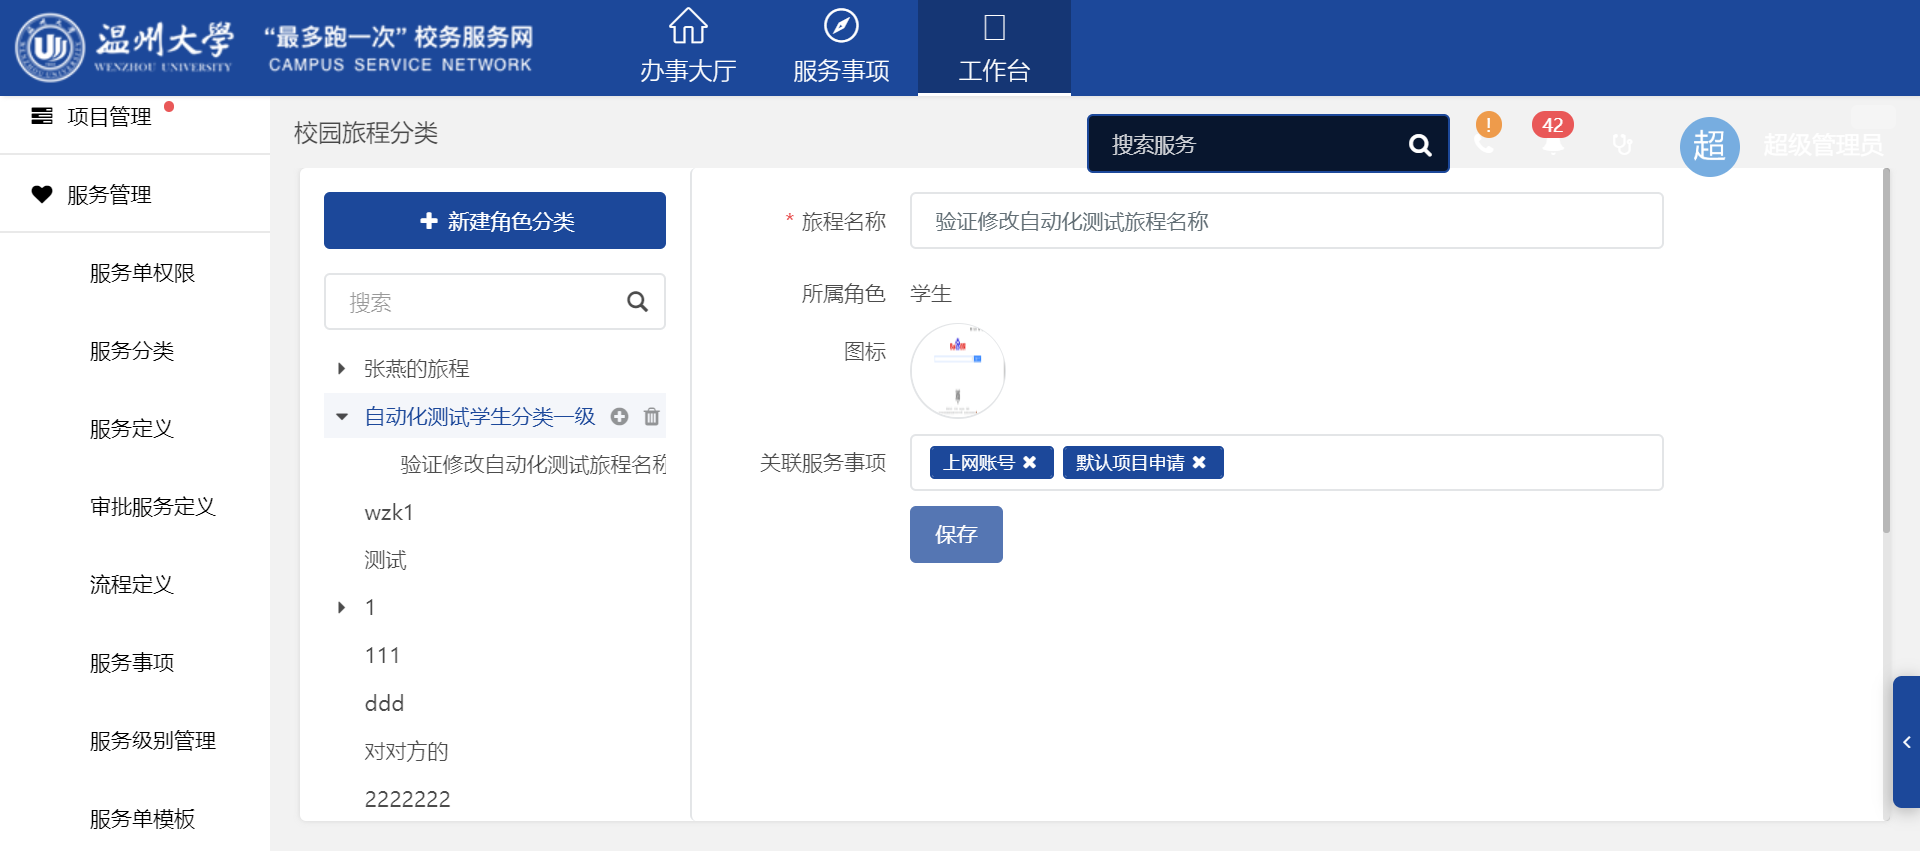 温州大学
WENZHOU UNIVERSITY
“最多跑一次” 校务服务网
CAMPUS SERVICE NETWORK
办事大厅
服务事项
工作台
项目管理
服务管理
服务单权限
服务分类
服务定义
审批服务定义
流程定义
服务事项
服务级别管理
服务单模板
校园旅程分类
搜索服务
!
42
超
超级管理员
新建角色分类
搜索
张燕的旅程
自动化测试学生分类一级
验证修改自动化测试旅程名称
wzk1
测试
1
111
ddd
对对方的
2222222
* 旅程名称
验证修改自动化测试旅程名称
所属角色
学生
图标
关联服务事项
上网账号 ✖
默认项目申请 ✖
保存